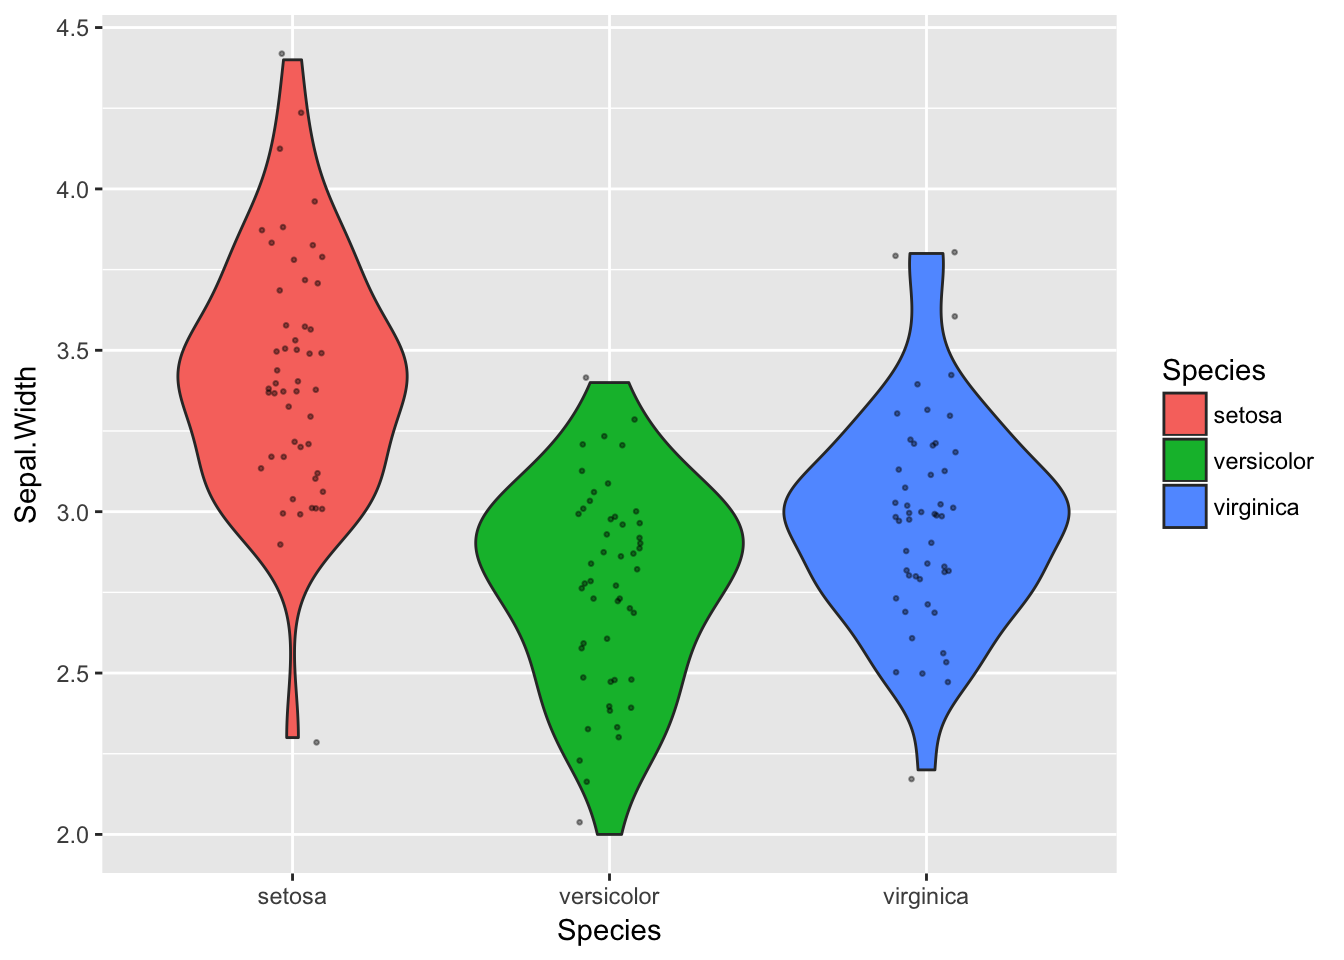 4.5
4.0
3.5
3.0
2.5
2.0
Sepal.Width
setosa
versicolor
virginica
Species
Species
setosa
versicolor
virginica